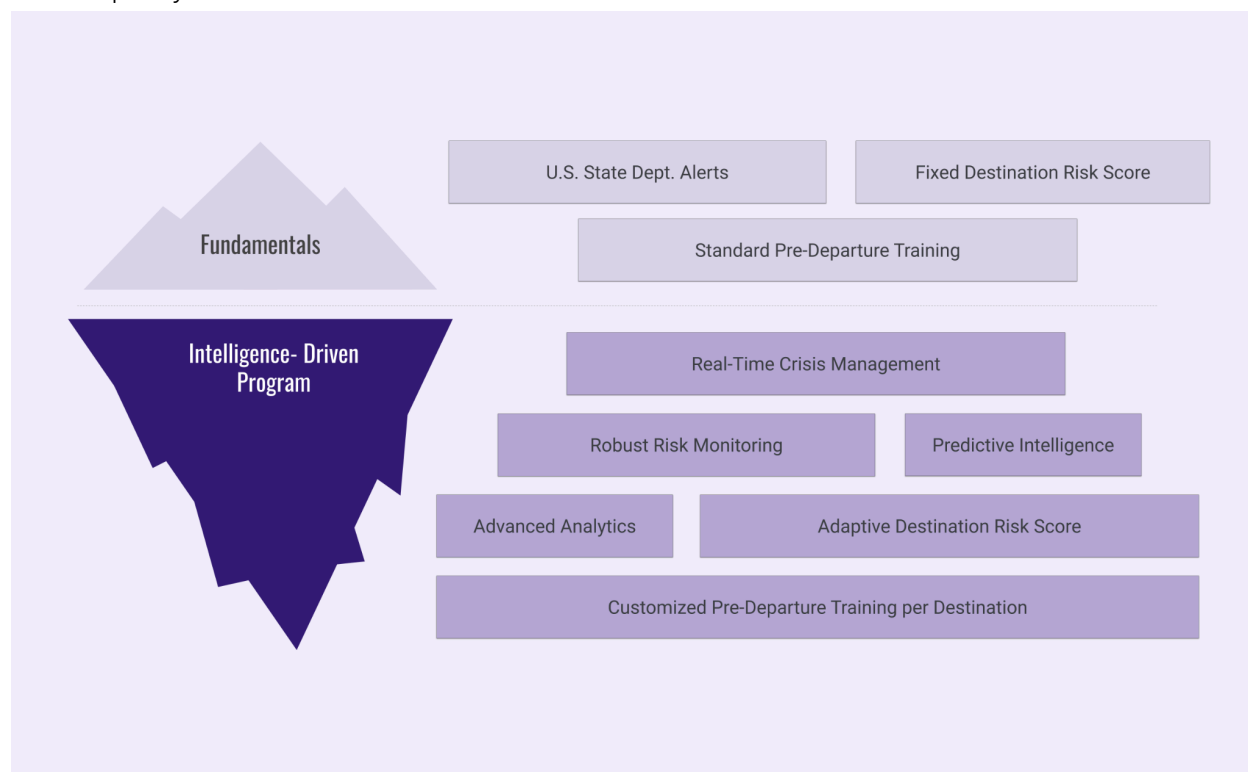 U.S. State Dept. Alerts
Fixed Destination Risk Score
Fundamentals
Standard Pre-Departure Training
Intelligence- Driven
Program
Real-Time Crisis Management
Robust Risk Monitoring
Predictive Intelligence
Advanced Analytics
Adaptive Destination Risk Score
Customized Pre-Departure Training per Destination